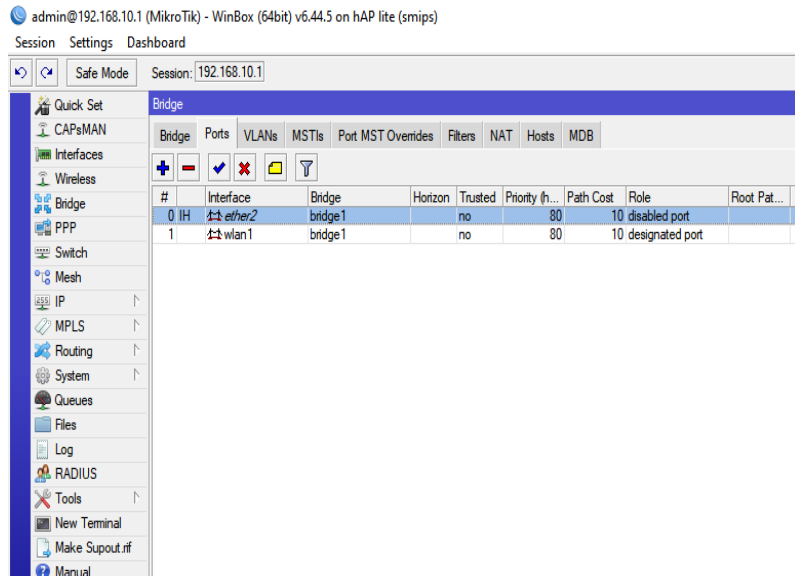 admin@192.168.10.1 (MikroTik) - WinBox (64bit) v6.44.5 on hAP lite (smips)
Session Settings Dashboard
Safe Mode Session: 192.168.10.1
Quick Set
CAPsMAN
Interfaces
Wireless
Bridge
PPP
Switch
Mesh
IP
MPLS
Routing
System
Queues
Files
Log
RADIUS
Tools
New Terminal
Make Supout.rif
Manual
Bridge
Bridge Ports VLANs MSTIs Port MST Overrides Filters NAT Hosts MDB
# Interface Bridge Horizon Trusted Priority (h... Path Cost Role Root Pat...
0 IH ether2 bridge1 no 80 10 disabled port
1 wlan1 bridge1 no 80 10 designated port